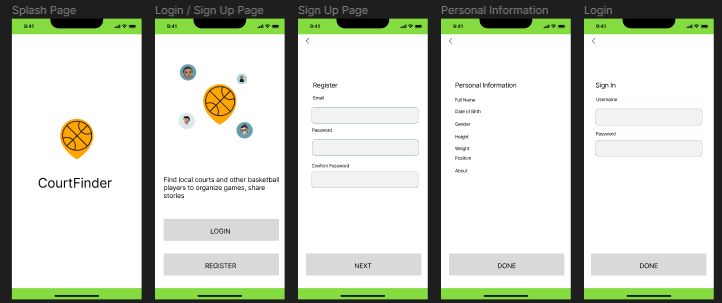 Splash Page
9:41
CourtFinder
Login / Sign Up Page
9:41
Find local courts and other basketball
players to organize games, share
stories
LOGIN
REGISTER
Sign Up Page
9:41
Register
Email
Password
Confirm Password
NEXT
Personal Information
9:41
Personal Information
Full Name
Date of Birth
Gender
Height
Weight
Position
About
DONE
Login
9:41
Sign In
Username
Password
DONE